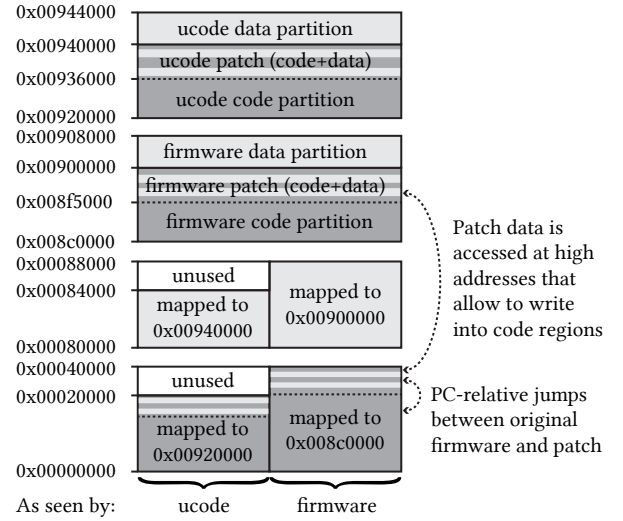 0x00944000
ucode data partition
0x00940000
ucode patch (code+data)
0x00936000
ucode code partition
0x00920000
0x00908000
firmware data partition
0x00900000
firmware patch (code+data)
0x008f5000
firmware code partition
0x008c0000
Patch data is
accessed at high
addresses that
allow to write
into code regions
0x00088000
unused
0x00084000
mapped to
0x00940000
mapped to
0x00900000
0x00080000
0x00040000
unused
0x00020000
mapped to
0x00920000
mapped to
0x008c0000
PC-relative jumps
between original
firmware and patch
0x00000000
As seen by: ucode firmware